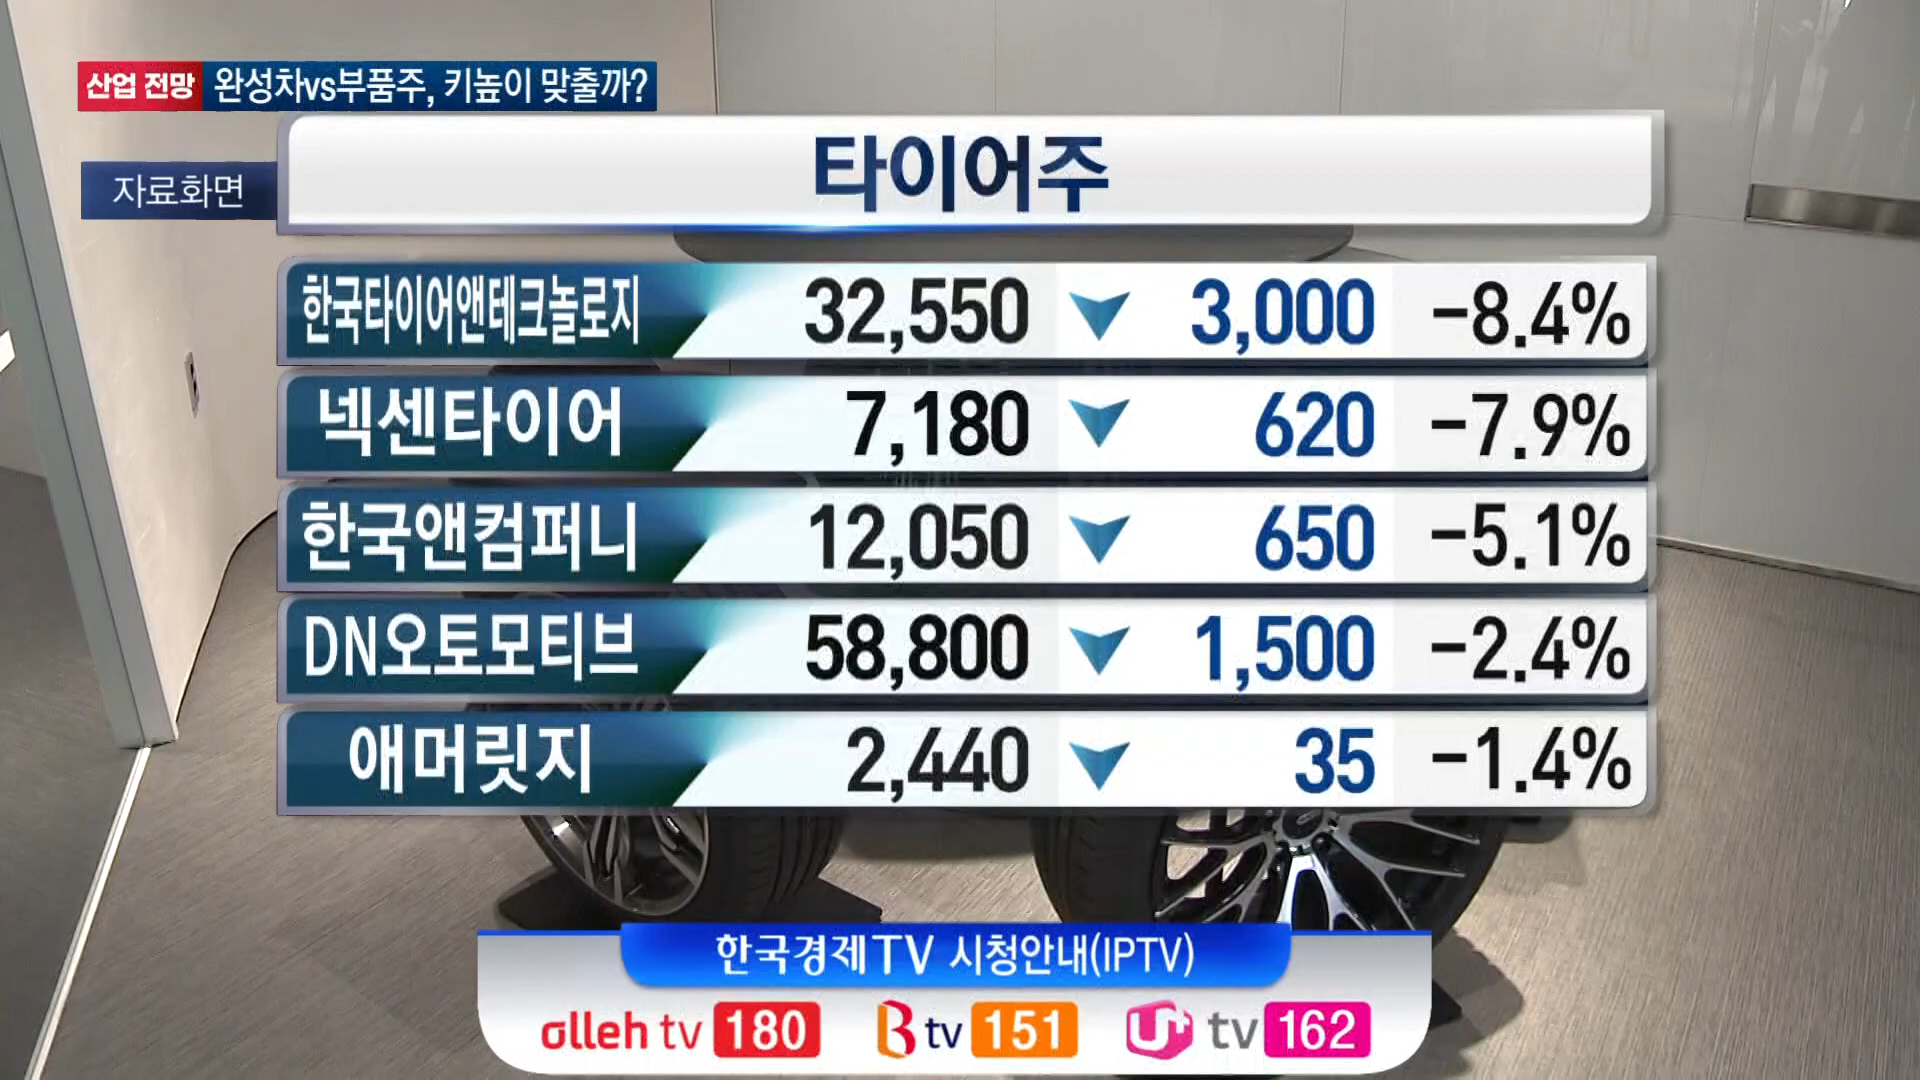 산업 전망 완성차vs부품주, 키높이 맞출까?
자료화면
타이어주
한국타이어앤테크놀로지 32,550 ▼ 3,000 -8.4%
넥센타이어 7,180 ▼ 620 -7.9%
한국앤컴퍼니 12,050 ▼ 650 -5.1%
DN오토모티브 58,800 ▼ 1,500 -2.4%
애머릿지 2,440 ▼ 35 -1.4%
한국경제TV 시청안내(IPTV)
olleh tv 180 B tv 151 U+ tv 162